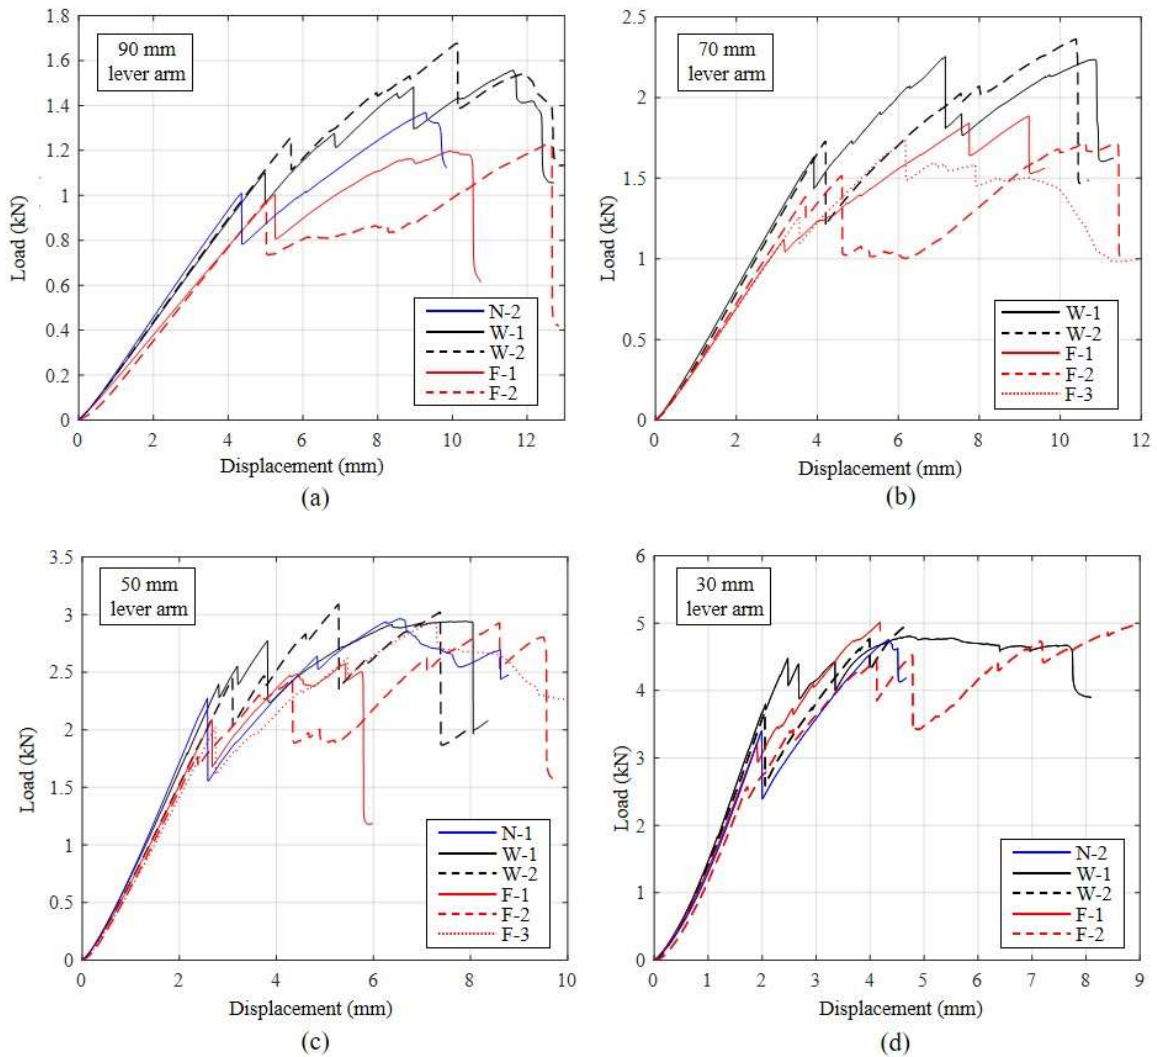 1.8
1.6
1.4
1.2
1
0.8
0.6
0.4
0.2
0
Load (kN)
90 mm
lever arm
N-2
W-1
W-2
F-1
F-2
0 2 4 6 8 10 12
Displacement (mm)
(a)
2.5
2
1.5
1
0.5
0
Load (kN)
70 mm
lever arm
W-1
W-2
F-1
F-2
F-3
0 2 4 6 8 10 12
Displacement (mm)
(b)
3.5
3
2.5
2
1.5
1
0.5
0
Load (kN)
50 mm
lever arm
N-1
W-1
W-2
F-1
F-2
F-3
0 2 4 6 8 10
Displacement (mm)
(c)
6
5
4
3
2
1
0
Load (kN)
30 mm
lever arm
N-2
W-1
W-2
F-1
F-2
0 1 2 3 4 5 6 7 8 9
Displacement (mm)
(d)